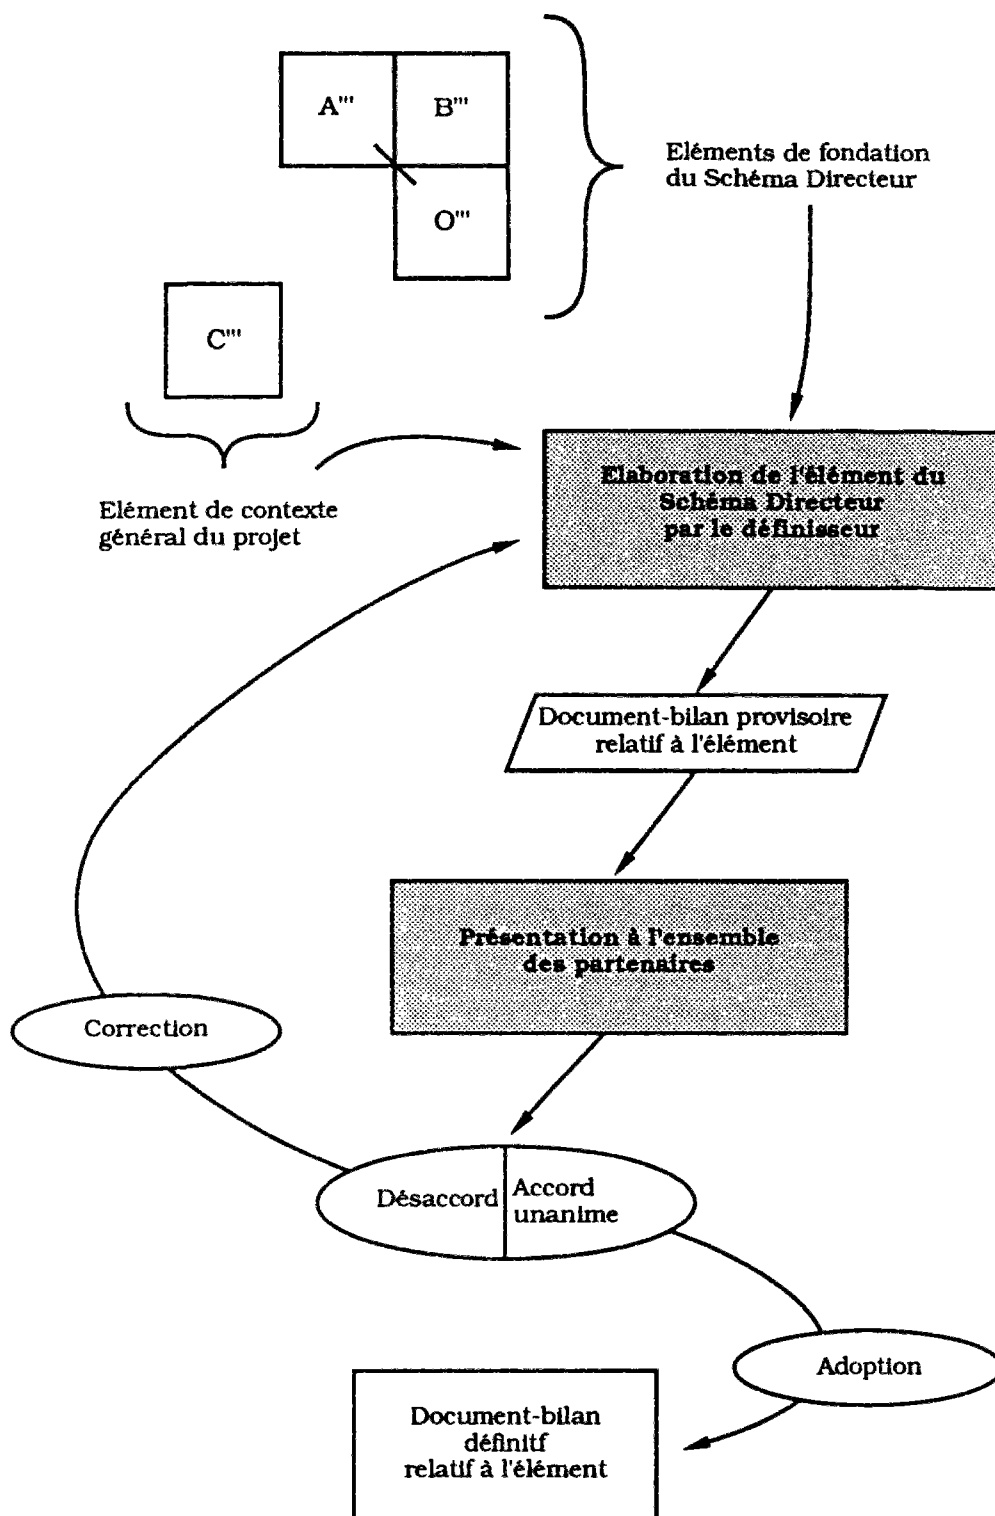 A'''
B'''
O'''
Eléments de fondation
du Schéma Directeur
C'''
Elément de contexte
général du projet
Elaboration de l'élément du
Schéma Directeur
par le définisseur
Document-bilan provisoire
relatif à l'élément
Présentation à l'ensemble
des partenaires
Correction
Désaccord
Accord
unanime
Adoption
Document-bilan
définitf
relatif à l'élément